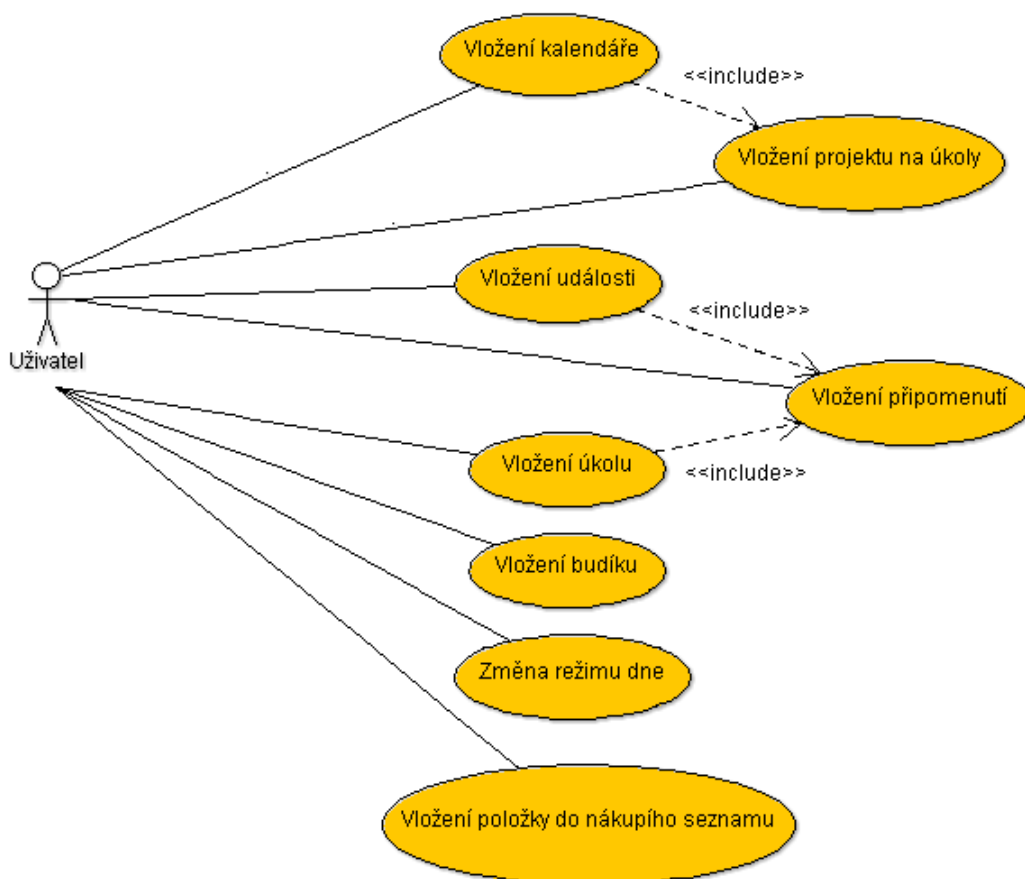 Vložení kalendáře
<<include>>
Vložení projektu na úkoly
Vložení události
<<include>>
Uživatel
Vložení připomenutí
Vložení úkolu
<<include>>
Vložení budíku
Změna režimu dne
Vložení položky do nákupího seznamu